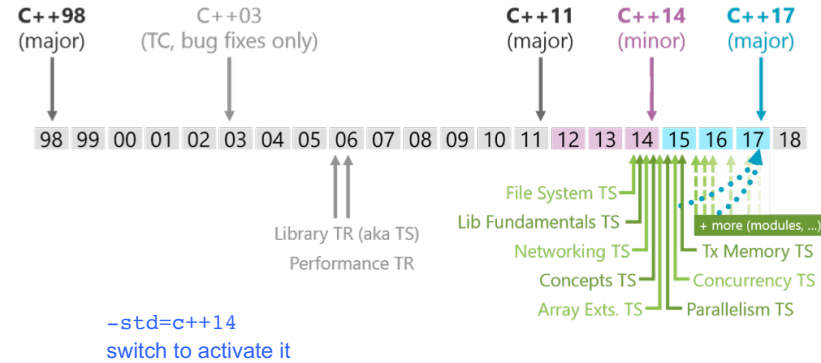 C++98 C++03 C++11 C++14 C++17
(major) (TC, bug fixes only) (major) (minor) (major)
98 99 00 01 02 03 04 05 06 07 08 09 10 11 12 13 14 15 16 17 18
File System TS
Lib Fundamentals TS + more (modules, ...)
Library TR (aka TS) Networking TS Tx Memory TS
Performance TR Concepts TS Concurrency TS
Array Exts. TS Parallelism TS
-std=c++14
switch to activate it